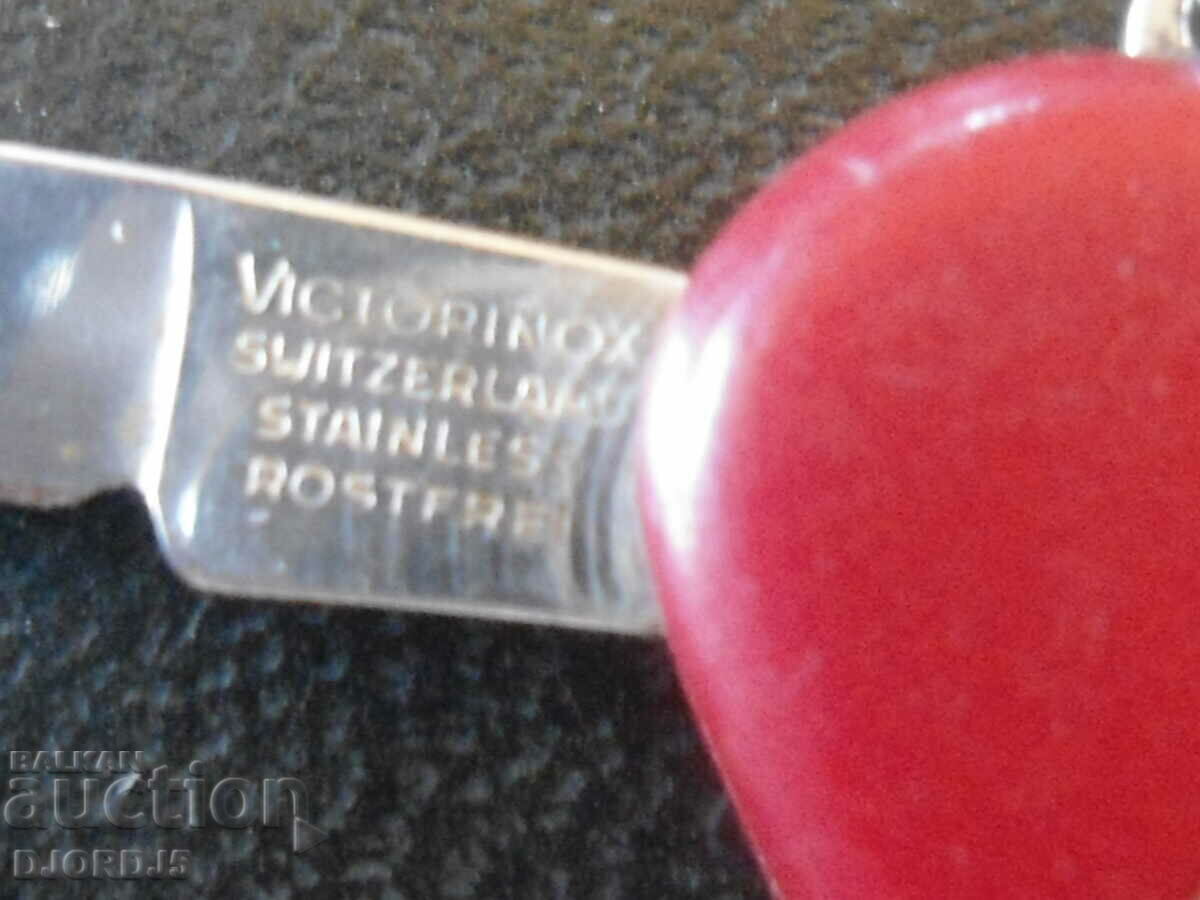 VICTORINOX
SWITZERLAND
STAINLESS
ROSTFREI
BALKAN
auction
DJORDJ5